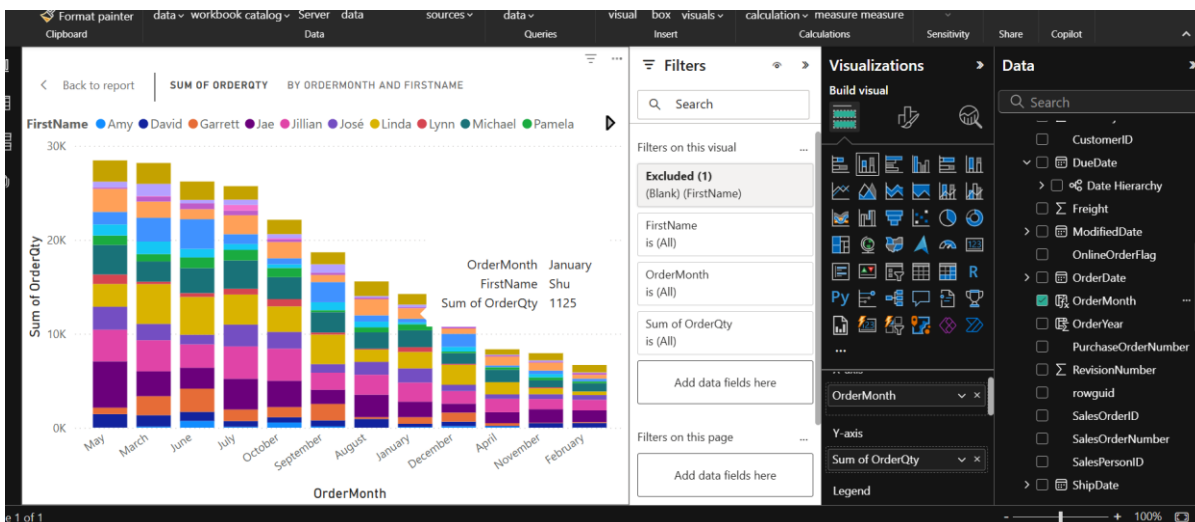 Format painter
data
workbook
catalog
Server
data
sources
data
visual
box
visuals
calculation
measure
measure
Clipboard
Data
Queries
Insert
Calculations
Sensitivity
Share
Copilot
Back to report
SUM OF ORDERQTY
BY ORDERMONTH AND FIRSTNAME
FirstName Amy David Garrett Jae Jillian José Linda Lynn Michael Pamela
30K
20K
10K
0K
Sum of OrderQty
OrderMonth January
FirstName Shu
Sum of OrderQty 1125
May March June July October September August January December April November February
OrderMonth
Filters
Search
Filters on this visual
...
Excluded (1)
(Blank) (FirstName)
FirstName
is (All)
OrderMonth
is (All)
Sum of OrderQty
is (All)
Add data fields here
Filters on this page
...
Add data fields here
Visualizations
Build visual
123
R
Py
...
OrderMonth
Y-axis
Sum of OrderQty
Legend
Data
Search
CustomerID
DueDate
Date Hierarchy
Freight
ModifiedDate
OnlineOrderFlag
OrderDate
OrderMonth
OrderYear
PurchaseOrderNumber
RevisionNumber
rowguid
SalesOrderID
SalesOrderNumber
SalesPersonID
ShipDate
1 of 1
- + 100%